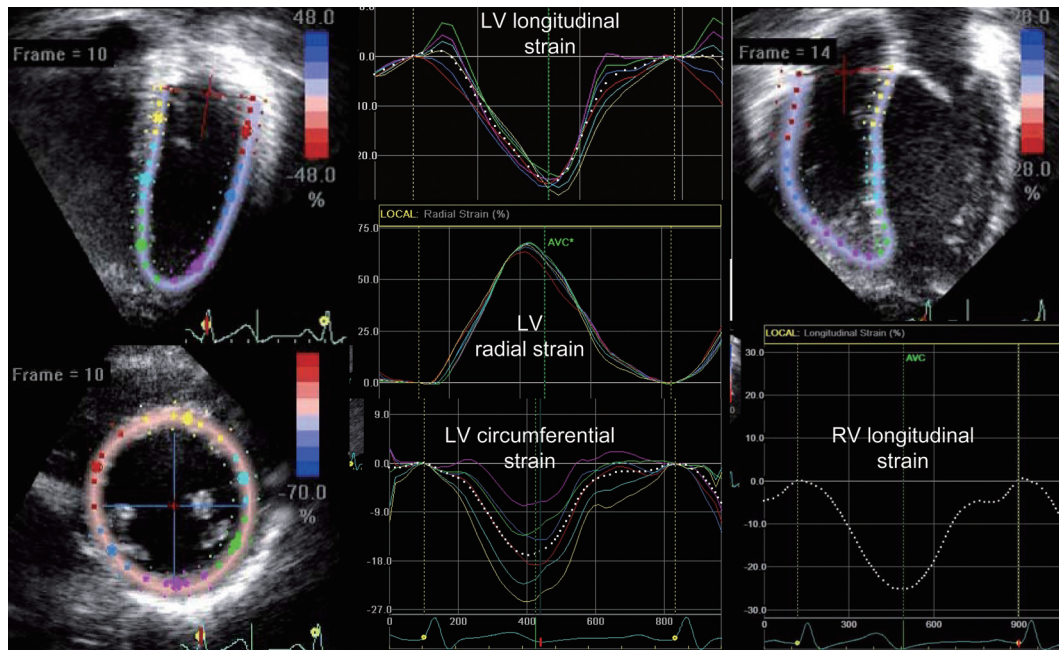 48.0
Frame = 10
-48.0
%
LV longitudinal
strain
0.0
10.0
20.0
28.0
Frame = 14
28.0
%
LOCAL: Radial Strain (%)
75.0
AVC*
50.0
25.0
0.0
LV
radial strain
Frame = 10
-70.0
%
9.0
0.0
-9.0
-18.0
-27.0
LV circumferential
strain
0
200
400
600
800
LOCAL: Longitudinal Strain (%)
30.0
AVC
20.0
10.0
0.0
-10.0
-20.0
-30.0
RV longitudinal
strain
0
300
600
900